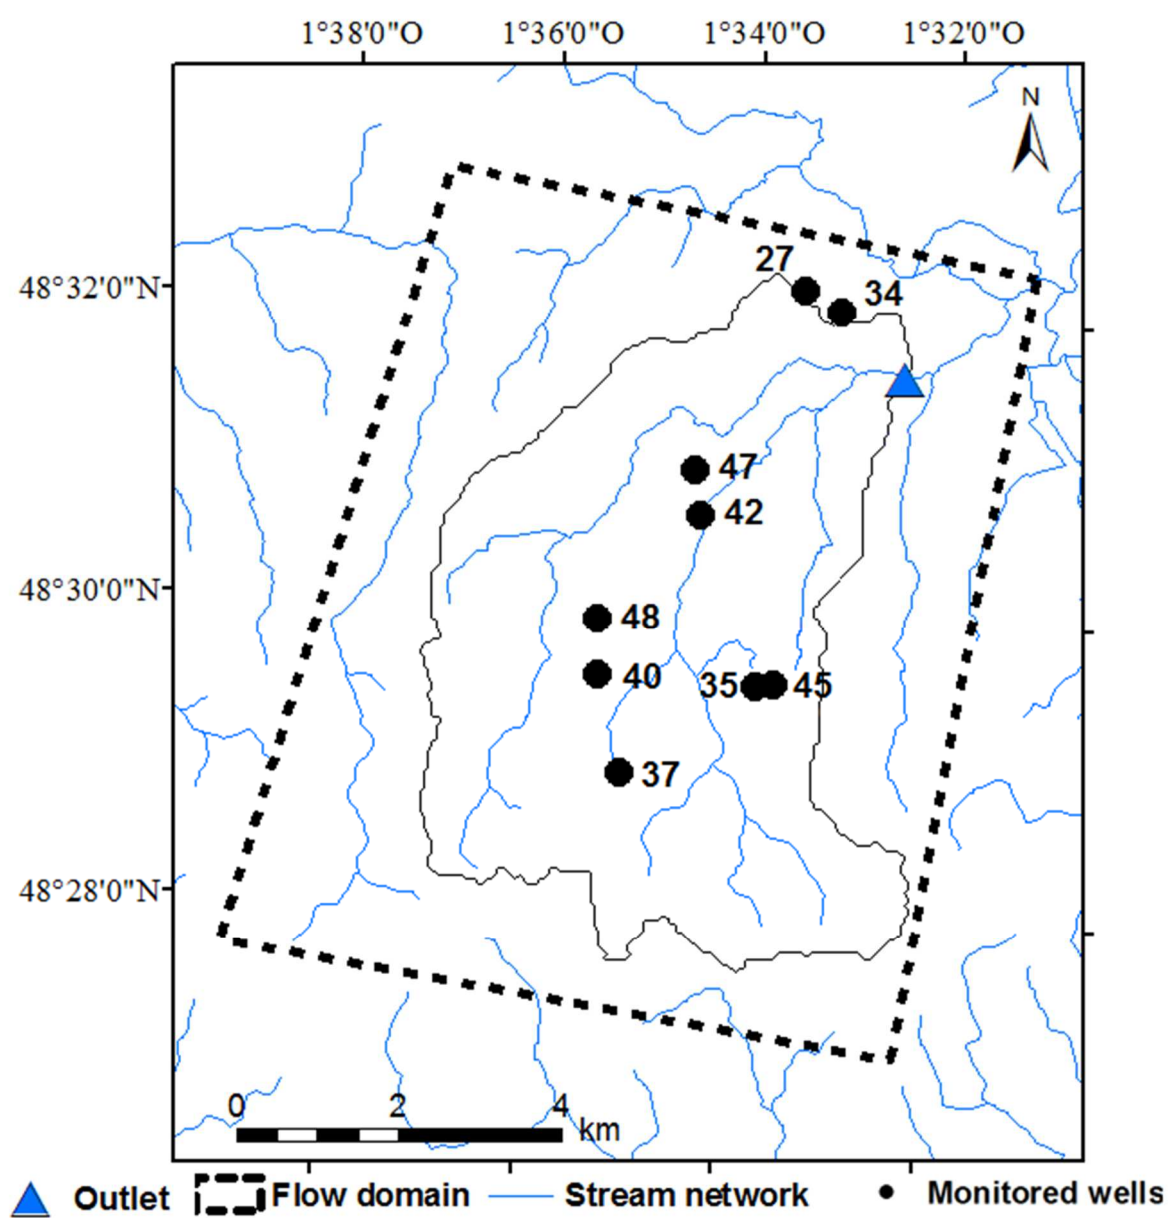 1°38'0"O 1°36'0"O 1°34'0"O 1°32'0"O
N
27
48°32'0"N
34
47
42
48°30'0"N
48
40
35 45
37
48°28'0"N
0 2 4
km
Outlet Flow domain Stream network Monitored wells